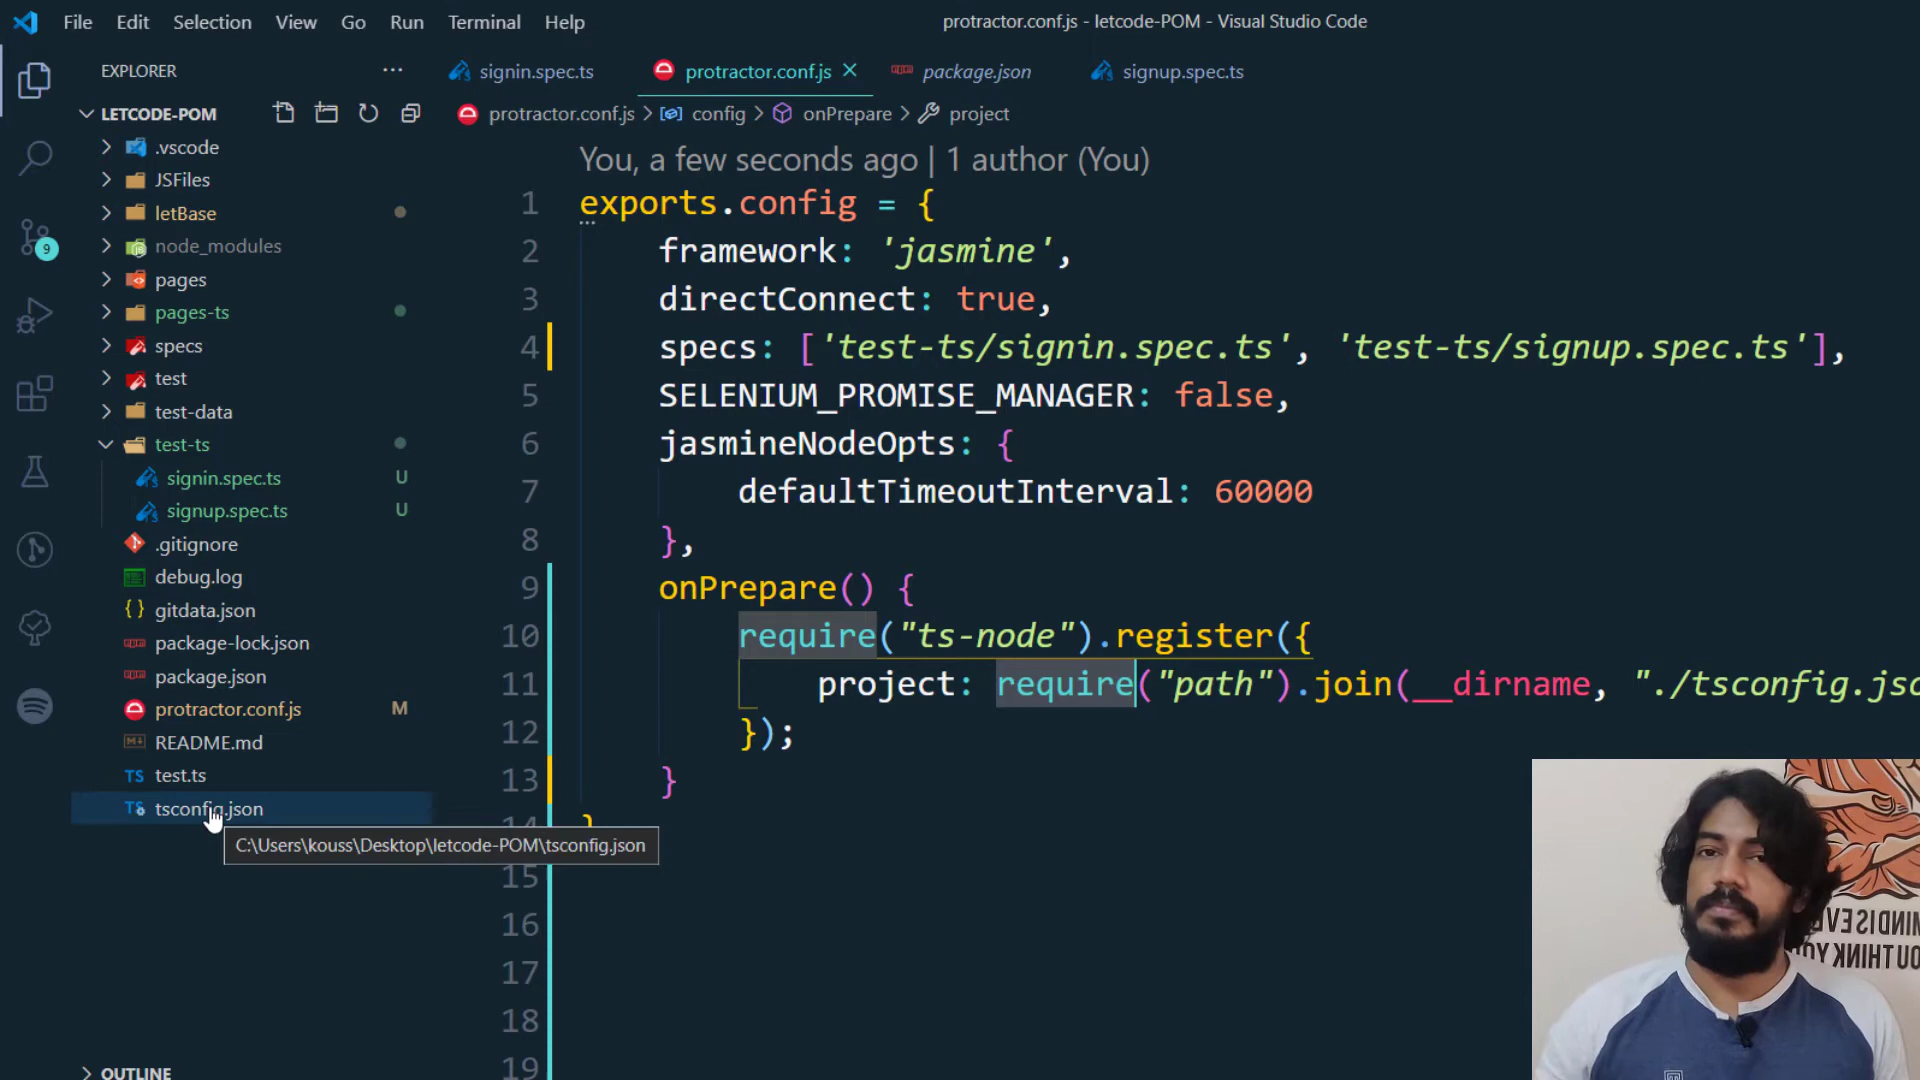 File Edit Selection View Go Run Terminal Help
protractor.conf.js - letcode-POM - Visual Studio Code
EXPLORER
signin.spec.ts
protractor.conf.js
package.json
signup.spec.ts
LETCODE-POM
protractor.conf.js > config > onPrepare > project
.vscode
JSFiles
letBase
node_modules
pages
pages-ts
specs
test
test-data
test-ts
signin.spec.ts U
signup.spec.ts U
.gitignore
debug.log
gitdata.json
package-lock.json
package.json
protractor.conf.js M
README.md
TS test.ts
tsconfig.json
C:\Users\kouss\Desktop\letcode-POM\tsconfig.json
OUTLINE
9
You, a few seconds ago | 1 author (You)
1 exports.config = {
2 framework: 'jasmine',
3 directConnect: true,
4 specs: ['test-ts/signin.spec.ts', 'test-ts/signup.spec.ts'],
5 SELENIUM_PROMISE_MANAGER: false,
6 jasmineNodeOpts: {
7 defaultTimeoutInterval: 60000
8 },
9 onPrepare() {
10 require("ts-node").register({
11 project: require("path").join(__dirname, "./tsconfig.jso
12 });
13 }
14 }
15
16
17
18
19